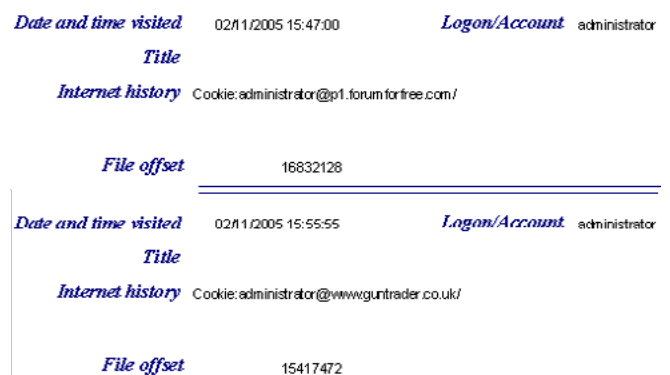 Date and time visited 02/11/2005 15:47:00 Logon/Account administrator
Title
Internet history Cookie:administrator@p1.forumforfree.com/
File offset 16832128
Date and time visited 02/11/2005 15:55:55 Logon/Account administrator
Title
Internet history Cookie:administrator@www.guntrader.co.uk/
File offset 15417472